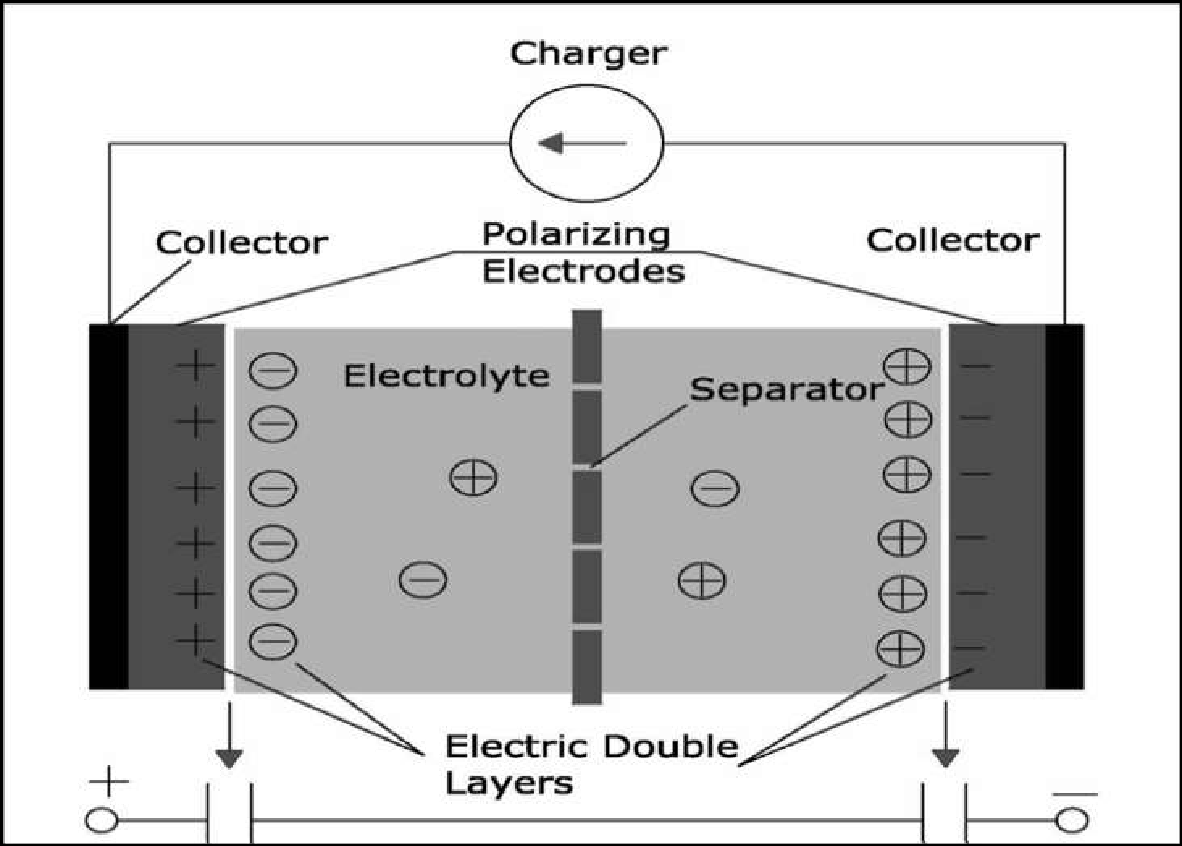 Charger
Collector
Polarizing
Electrodes
Collector
Electrolyte
Separator
Electric Double
Layers